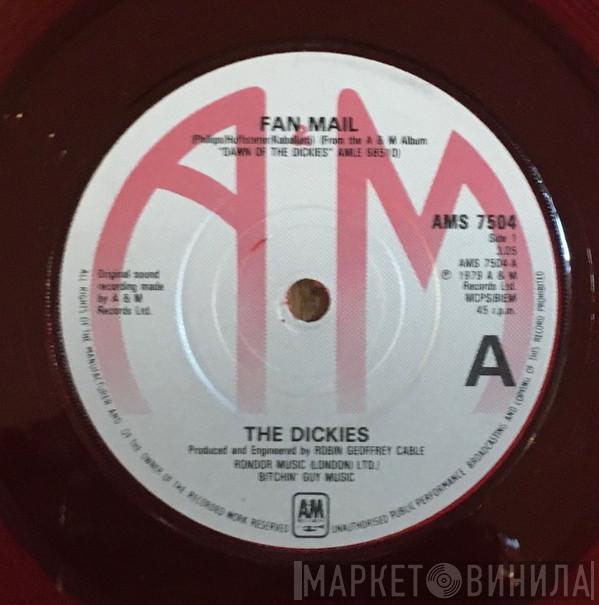 FAN MAIL
(Phillips/Hoffsteter/Kaballero) (From the A & M Album
"DAWN OF THE DICKIES" AMLE 68510)
AMS 7504
Side 1
3.05
AMS 7504-A
℗ 1979 A & M
Records Ltd.
MCPS/BIEM
45 r.p.m.
Original sound
recording made
by A & M
Records Ltd.
A
THE DICKIES
Produced and Engineered by ROBIN GEOFFREY CABLE
RONDOR MUSIC (LONDON) LTD./
BITCHIN' GUY MUSIC
A&M
RECORDS
ALL RIGHTS OF THE MANUFACTURER AND OF THE OWNER OF THE RECORDED WORK RESERVED
UNAUTHORISED PUBLIC PERFORMANCE BROADCASTING AND COPYING OF THIS RECORD PROHIBITED
МАРКЕТ ВИНИЛА